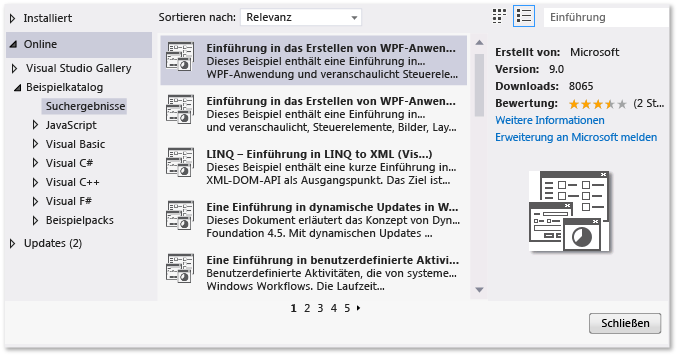 Installiert
Online
Visual Studio Gallery
Beispielkatalog
Suchergebnisse
JavaScript
Visual Basic
Visual C#
Visual C++
Visual F#
Beispielpacks
Updates (2)
Sortieren nach: Relevanz
Einführung in das Erstellen von WPF-Anwen...
Dieses Beispiel enthält eine Einführung in...
WPF-Anwendung und veranschaulicht Steuerele...
Einführung in das Erstellen von WPF-Anwen...
Dieses Beispiel enthält eine Einführung in...
und veranschaulicht, Steuerelemente, Bilder, Lay...
LINQ – Einführung in LINQ to XML (Vis...)
Dieses Beispiel enthält eine kurze Einführung in...
XML-DOM-API als Ausgangspunkt. Das Ziel ist...
Eine Einführung in dynamische Updates in W...
Dieses Dokument erläutert das Konzept von Dyn...
Foundation 4.5. Mit dynamischen Updates ...
Eine Einführung in benutzerdefinierte Aktivi...
Benutzerdefinierte Aktivitäten, die von systeme...
Windows Workflows. Die Laufzeit...
1 2 3 4 5
Einführung
Erstellt von: Microsoft
Version: 9.0
Downloads: 8065
Bewertung: (2 St...
Weitere Informationen
Erweiterung an Microsoft melden
Schließen